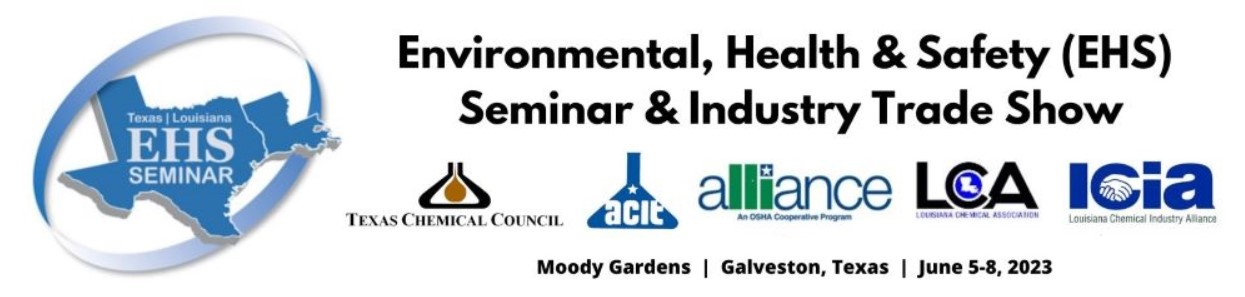 Environmental, Health & Safety (EHS)
Seminar & Industry Trade Show
Texas | Louisiana
EHS
SEMINAR
TEXAS CHEMICAL COUNCIL
acit
alliance
An OSHA Cooperative Program
LCA
LOUISIANA CHEMICAL ASSOCIATION
lcia
Louisiana Chemical Industry Alliance
Moody Gardens | Galveston, Texas | June 5-8, 2023